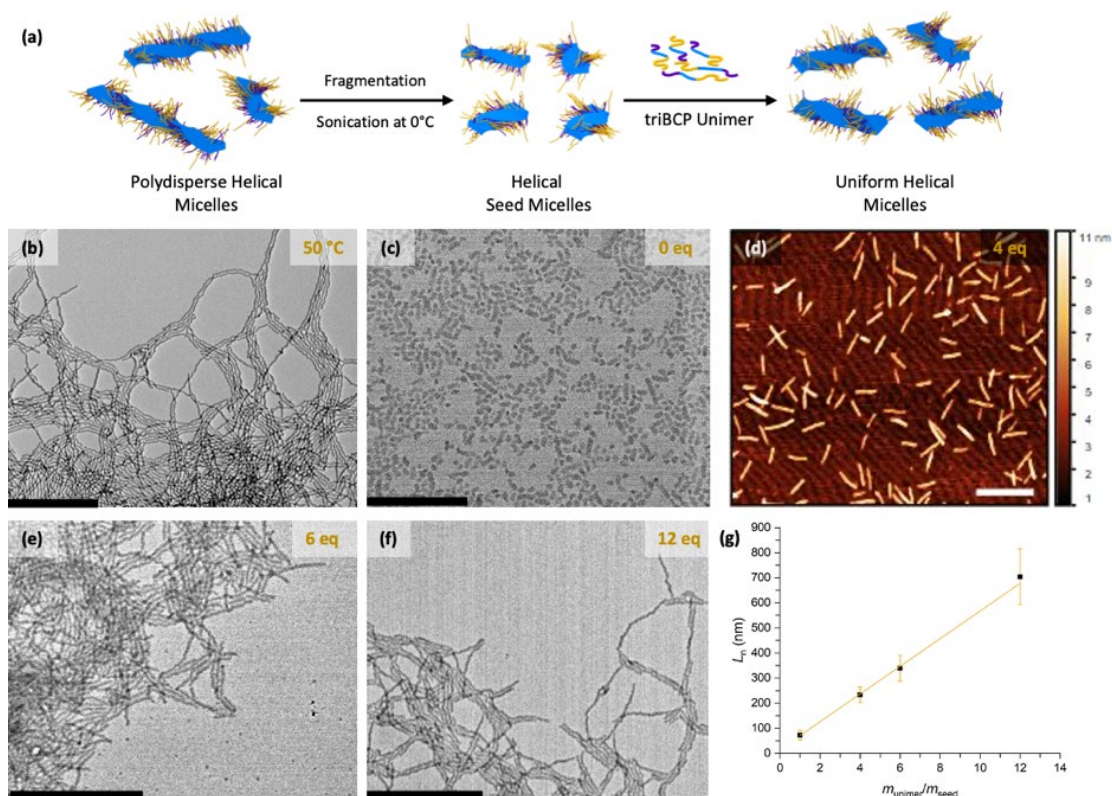 (a)
Fragmentation
Sonication at 0°C
triBCP Unimer
Polydisperse Helical
Micelles
Helical
Seed Micelles
Uniform Helical
Micelles
(b)
50 °C
(c)
0 eq
(d)
4 eq
11 nm
9
8
7
6
5
4
3
2
1
(e)
6 eq
(f)
12 eq
(g)
900
800
700
600
500
400
300
200
100
0
Lₙ (nm)
0 2 4 6 8 10 12 14
m_unimer/m_seed